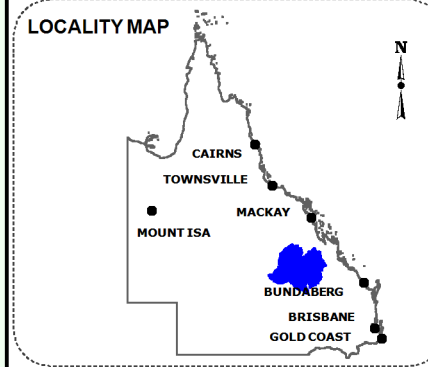 LOCALITY MAP
N
CAIRNS
TOWNSVILLE
MACKAY
MOUNT ISA
BUNDABERG
BRISBANE
GOLD COAST